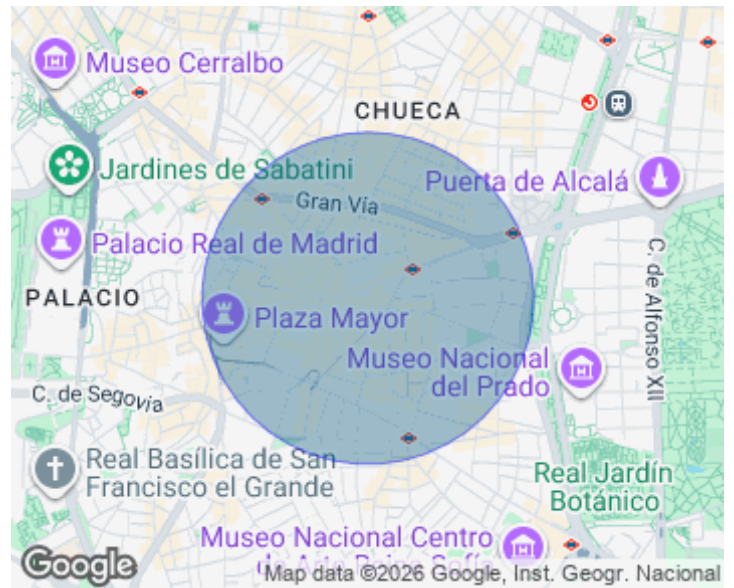 Museo Cerralbo
CHUECA
Jardines de Sabatini
Puerta de Alcalá
Gran Vía
Palacio Real de Madrid
PALACIO
Plaza Mayor
C. de Alfonso XII
Museo Nacional
del Prado
C. de Segovia
Real Basílica de San
Francisco el Grande
Real Jardín
Botánico
Museo Nacional Centro
Google
Map data ©2026 Google, Inst. Geogr. Nacional